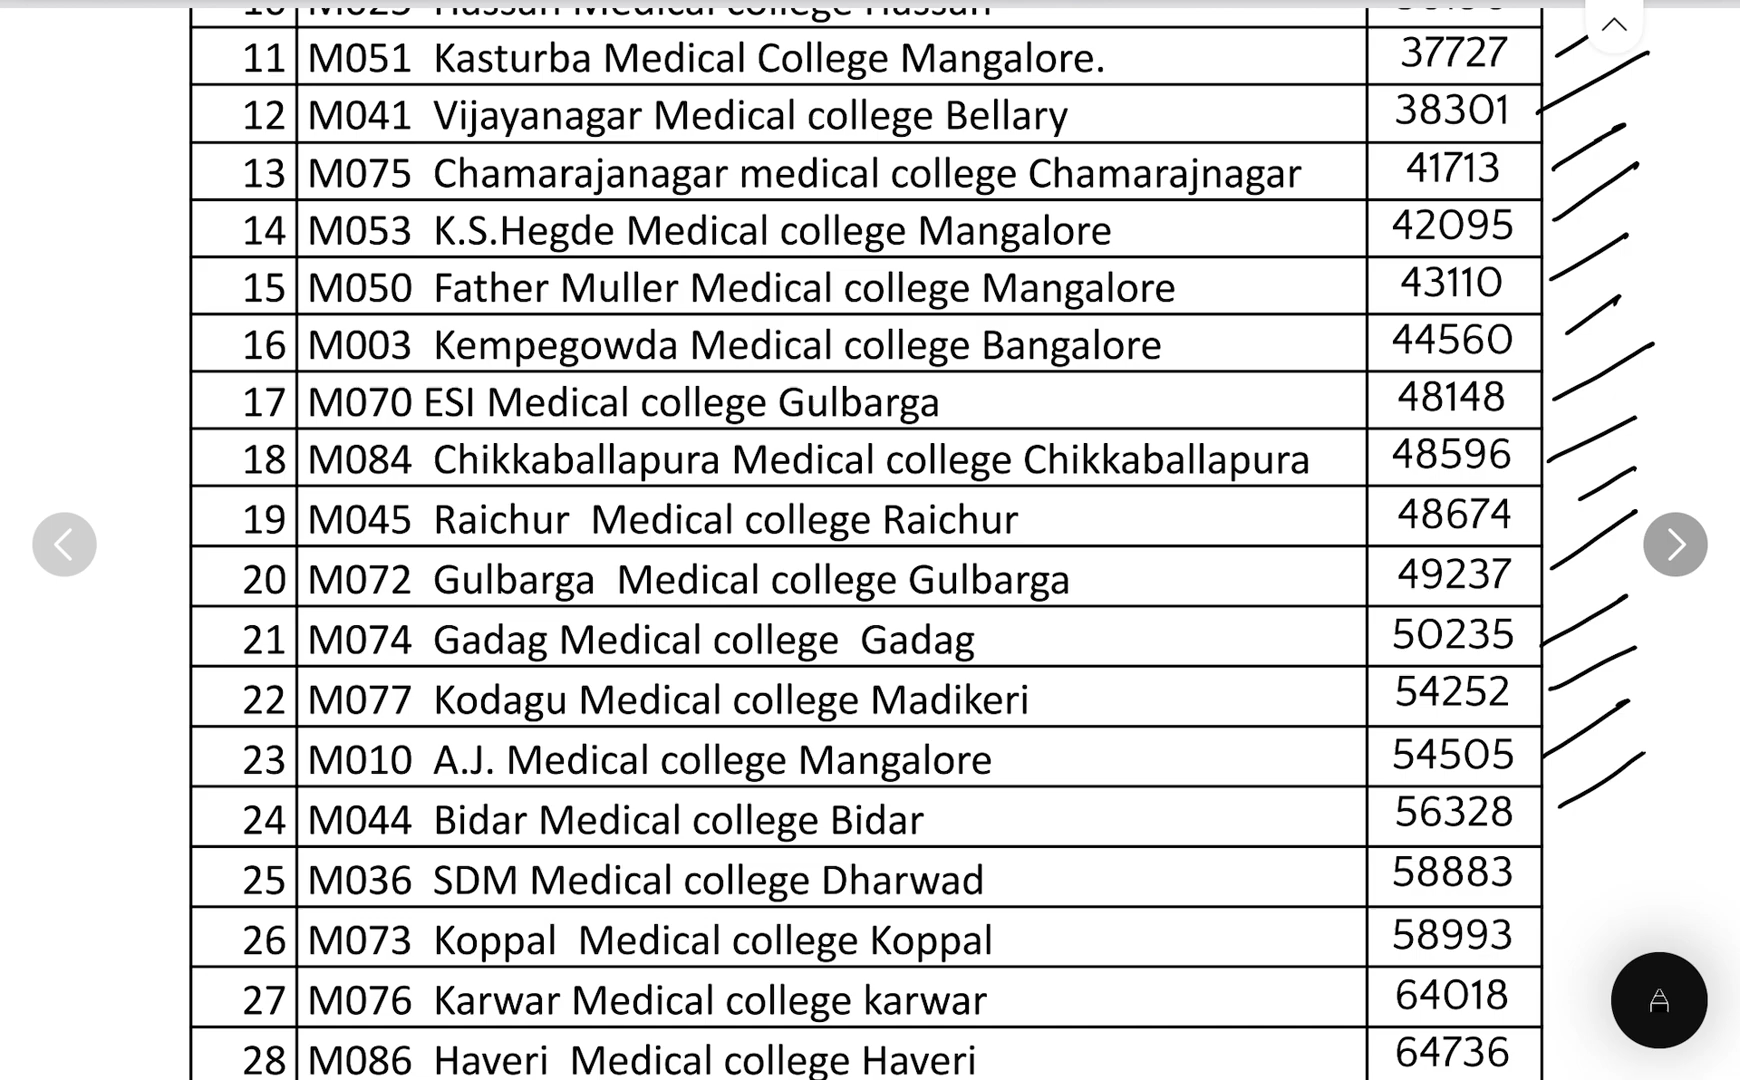 11 M051 Kasturba Medical College Mangalore. 37727
12 M041 Vijayanagar Medical college Bellary 38301
13 M075 Chamarajanagar medical college Chamarajnagar 41713
14 M053 K.S.Hegde Medical college Mangalore 42095
15 M050 Father Muller Medical college Mangalore 43110
16 M003 Kempegowda Medical college Bangalore 44560
17 M070 ESI Medical college Gulbarga 48148
18 M084 Chikkaballapura Medical college Chikkaballapura 48596
19 M045 Raichur Medical college Raichur 48674
20 M072 Gulbarga Medical college Gulbarga 49237
21 M074 Gadag Medical college Gadag 50235
22 M077 Kodagu Medical college Madikeri 54252
23 M010 A.J. Medical college Mangalore 54505
24 M044 Bidar Medical college Bidar 56328
25 M036 SDM Medical college Dharwad 58883
26 M073 Koppal Medical college Koppal 58993
27 M076 Karwar Medical college karwar 64018
28 M086 Haveri Medical college Haveri 64736